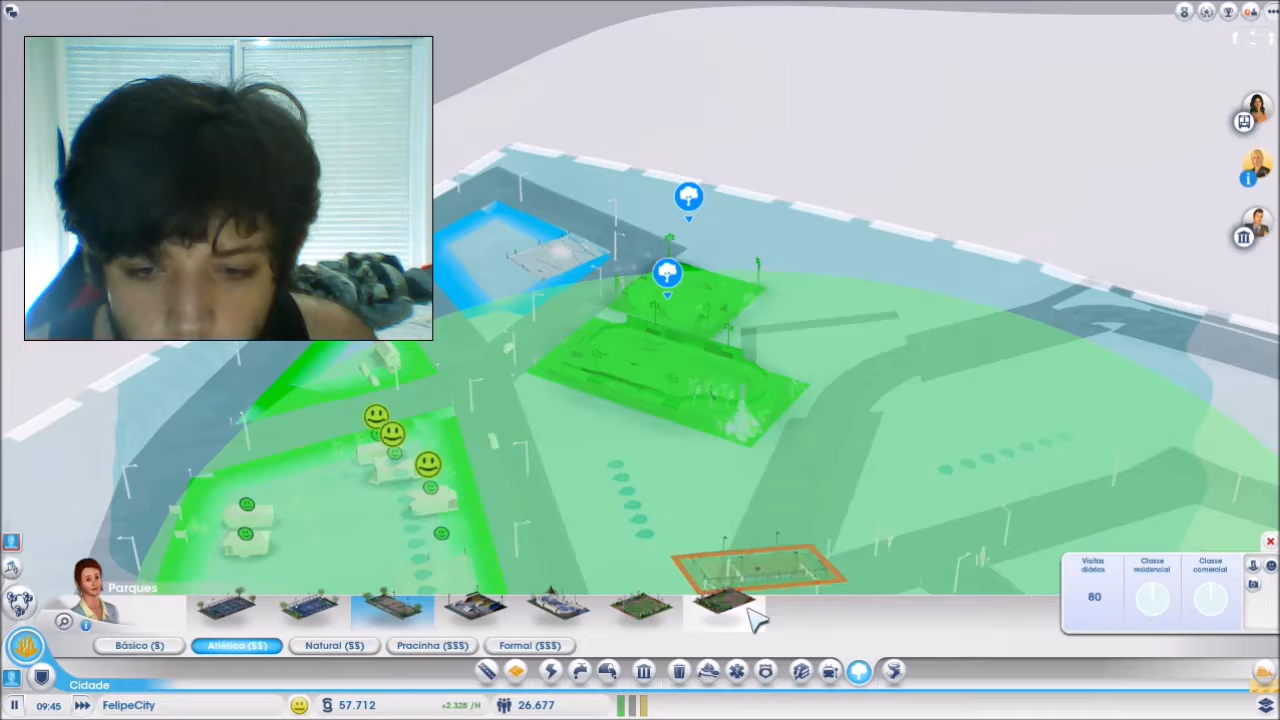 Parques
Visitas diárias
Classe residencial
Classe comercial
80
Básico ($)
Atlético ($$)
Natural ($$)
Pracinha ($$$)
Formal ($$$)
Cidade
09:45
FelipeCity
57.712
+2.328 /H
26.677